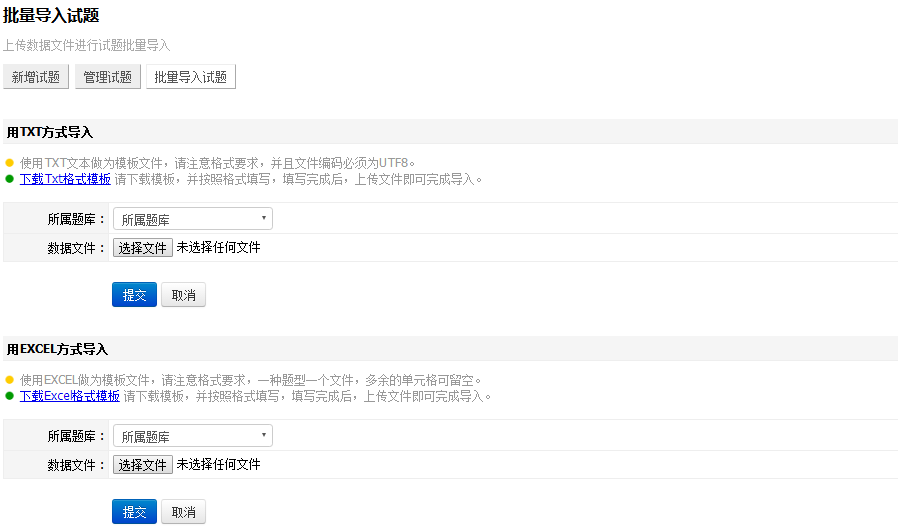 批量导入试题
上传数据文件进行试题批量导入
新增试题 管理试题 批量导入试题
用TXT方式导入
使用TXT文本做为模板文件，请注意格式要求，并且文件编码必须为UTF8。
下载Txt格式模板 请下载模板，并按照格式填写，填写完成后，上传文件即可完成导入。
所属题库： 所属题库
数据文件： 选择文件 未选择任何文件
提交 取消
用EXCEL方式导入
使用EXCEL做为模板文件，请注意格式要求，一种题型一个文件，多余的单元格可留空。
下载Excel格式模板 请下载模板，并按照格式填写，填写完成后，上传文件即可完成导入。
所属题库： 所属题库
数据文件： 选择文件 未选择任何文件
提交 取消